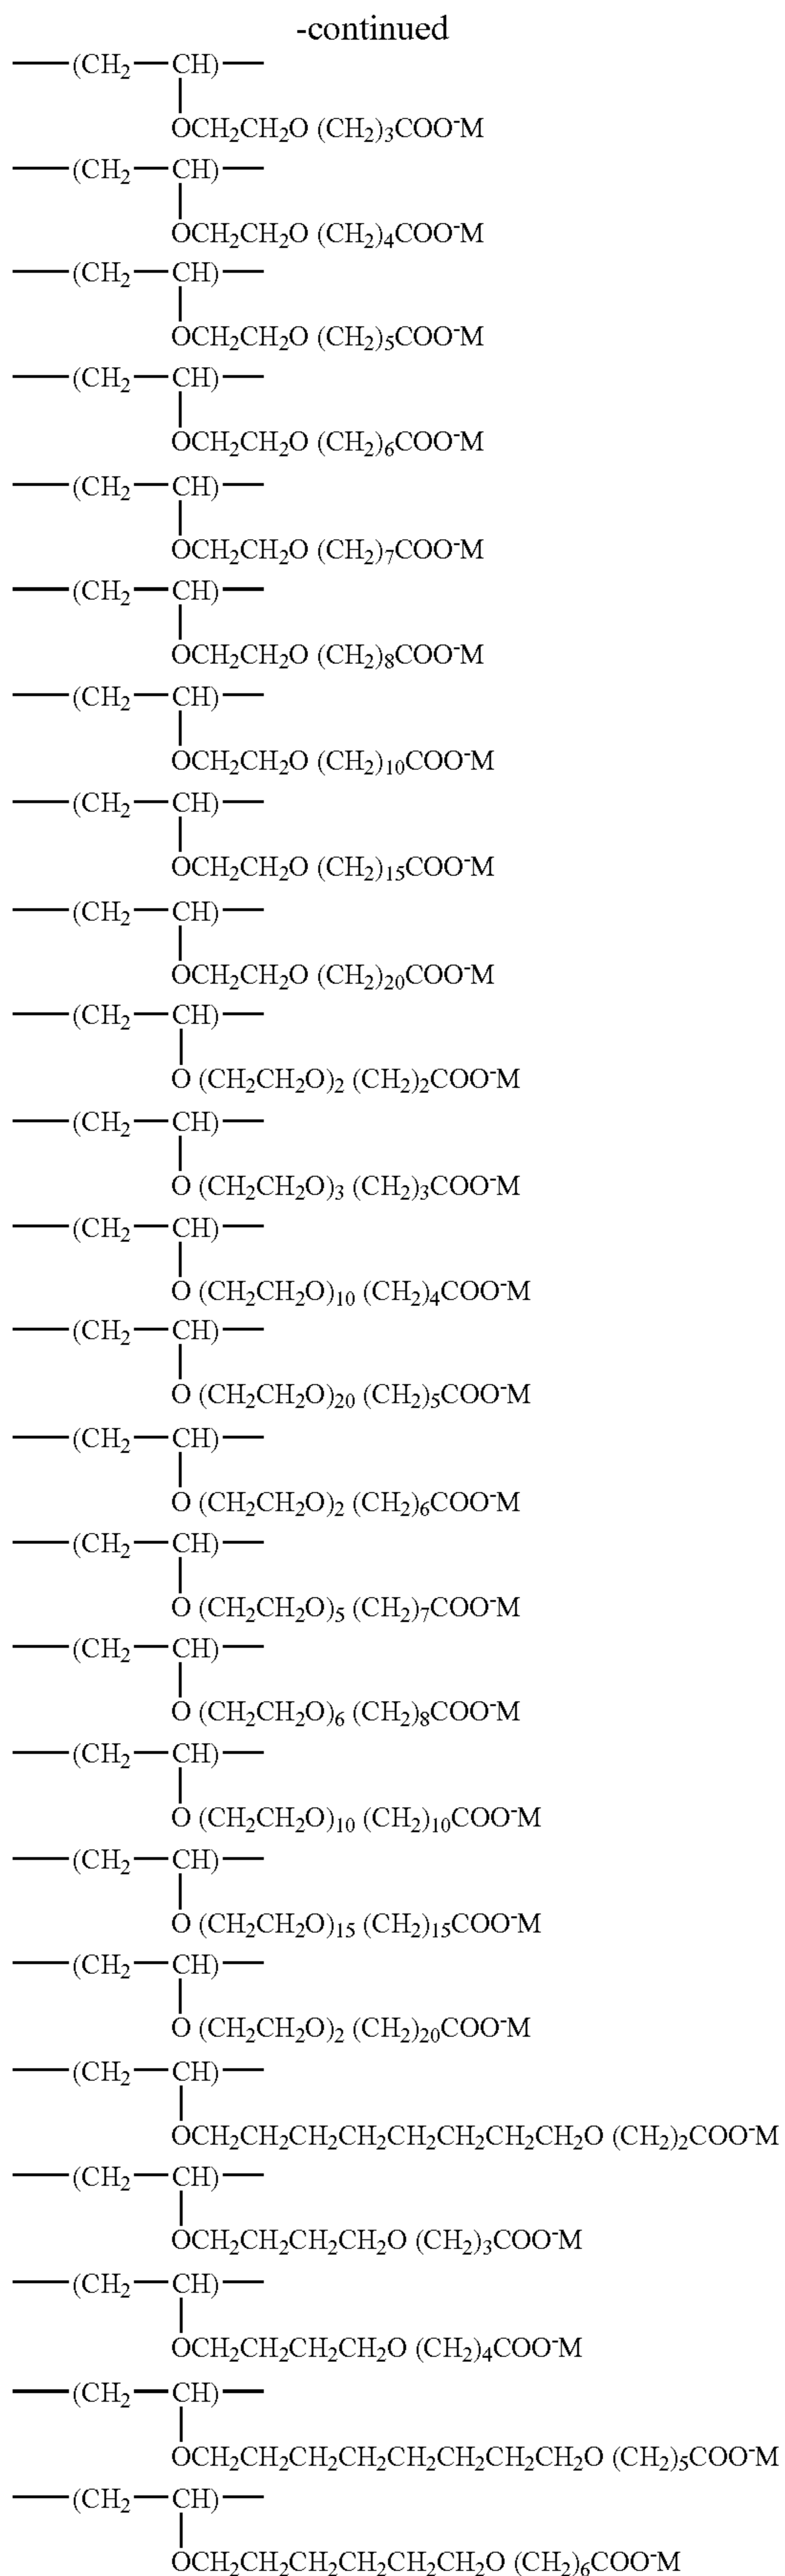 -continued
—(CH₂—CH)—
OCH₂CH₂O (CH₂)₃COO⁻M
—(CH₂—CH)—
OCH₂CH₂O (CH₂)₄COO⁻M
—(CH₂—CH)—
OCH₂CH₂O (CH₂)₅COO⁻M
—(CH₂—CH)—
OCH₂CH₂O (CH₂)₆COO⁻M
—(CH₂—CH)—
OCH₂CH₂O (CH₂)₇COO⁻M
—(CH₂—CH)—
OCH₂CH₂O (CH₂)₈COO⁻M
—(CH₂—CH)—
OCH₂CH₂O (CH₂)₁₀COO⁻M
—(CH₂—CH)—
OCH₂CH₂O (CH₂)₁₅COO⁻M
—(CH₂—CH)—
OCH₂CH₂O (CH₂)₂₀COO⁻M
—(CH₂—CH)—
O (CH₂CH₂O)₂ (CH₂)₂COO⁻M
—(CH₂—CH)—
O (CH₂CH₂O)₃ (CH₂)₃COO⁻M
—(CH₂—CH)—
O (CH₂CH₂O)₁₀ (CH₂)₄COO⁻M
—(CH₂—CH)—
O (CH₂CH₂O)₂₀ (CH₂)₅COO⁻M
—(CH₂—CH)—
O (CH₂CH₂O)₂ (CH₂)₆COO⁻M
—(CH₂—CH)—
O (CH₂CH₂O)₅ (CH₂)₇COO⁻M
—(CH₂—CH)—
O (CH₂CH₂O)₆ (CH₂)₈COO⁻M
—(CH₂—CH)—
O (CH₂CH₂O)₁₀ (CH₂)₁₀COO⁻M
—(CH₂—CH)—
O (CH₂CH₂O)₁₅ (CH₂)₁₅COO⁻M
—(CH₂—CH)—
O (CH₂CH₂O)₂ (CH₂)₂₀COO⁻M
—(CH₂—CH)—
OCH₂CH₂CH₂CH₂CH₂CH₂CH₂CH₂O (CH₂)₂COO⁻M
—(CH₂—CH)—
OCH₂CH₂CH₂CH₂O (CH₂)₃COO⁻M
—(CH₂—CH)—
OCH₂CH₂CH₂CH₂O (CH₂)₄COO⁻M
—(CH₂—CH)—
OCH₂CH₂CH₂CH₂CH₂CH₂CH₂CH₂O (CH₂)₅COO⁻M
—(CH₂—CH)—
OCH₂CH₂CH₂CH₂CH₂CH₂O (CH₂)₆COO⁻M